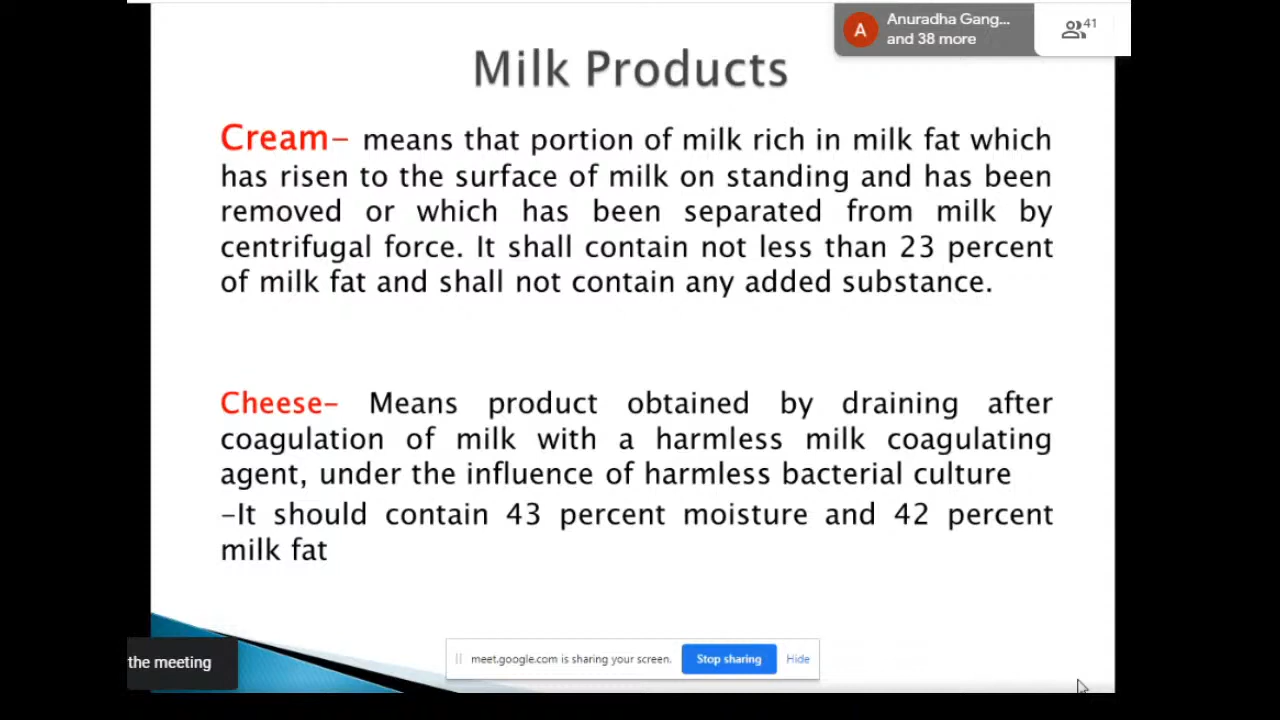 Anuradha Gang...
and 38 more
41
A
Milk Products
Cream- means that portion of milk rich in milk fat which
has risen to the surface of milk on standing and has been
removed or which has been separated from milk by
centrifugal force. It shall contain not less than 23 percent
of milk fat and shall not contain any added substance.
Cheese- Means product obtained by draining after
coagulation of milk with a harmless milk coagulating
agent, under the influence of harmless bacterial culture
-It should contain 43 percent moisture and 42 percent
milk fat
the meeting
meet.google.com is sharing your screen. Stop sharing Hide